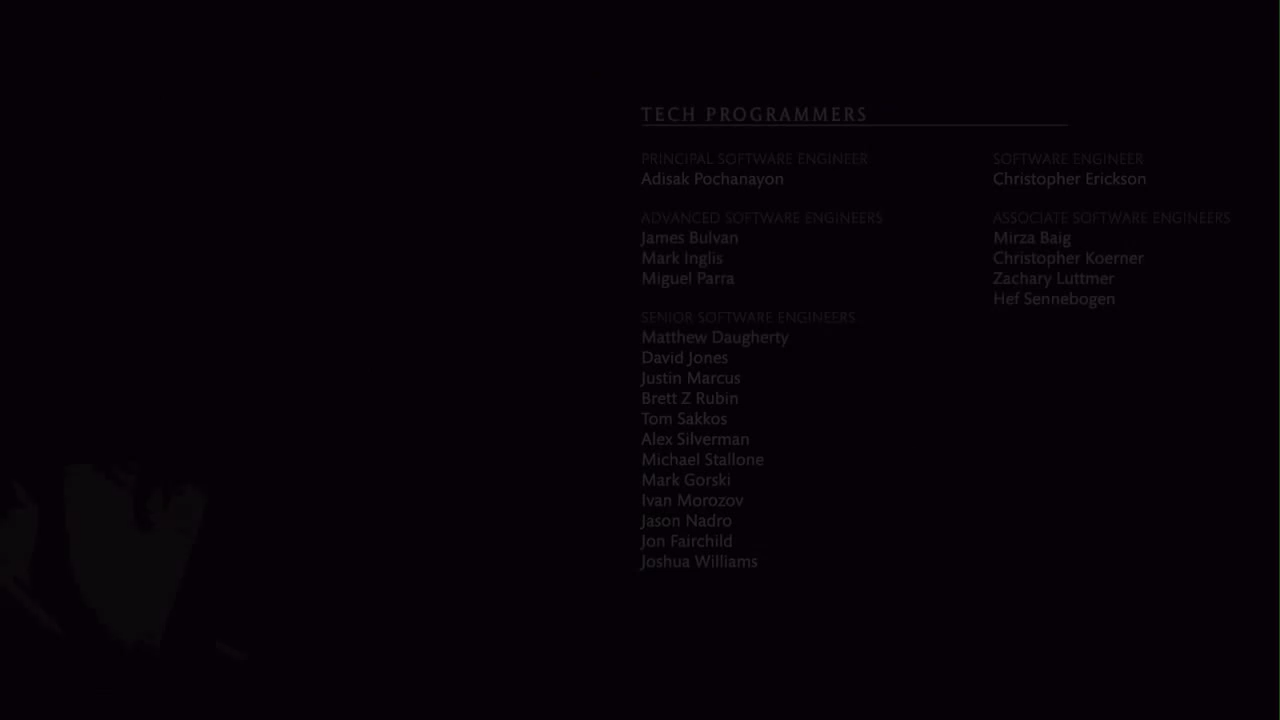 TECH PROGRAMMERS
PRINCIPAL SOFTWARE ENGINEER
Adisak Pochanayon
ADVANCED SOFTWARE ENGINEERS
James Bulvan
Mark Inglis
Miguel Parra
SENIOR SOFTWARE ENGINEERS
Matthew Daugherty
David Jones
Justin Marcus
Brett Z Rubin
Tom Sakkos
Alex Silverman
Michael Stallone
Mark Gorski
Ivan Morozov
Jason Nadro
Jon Fairchild
Joshua Williams
SOFTWARE ENGINEER
Christopher Erickson
ASSOCIATE SOFTWARE ENGINEERS
Mirza Baig
Christopher Koerner
Zachary Luttmer
Hef Sennebogen